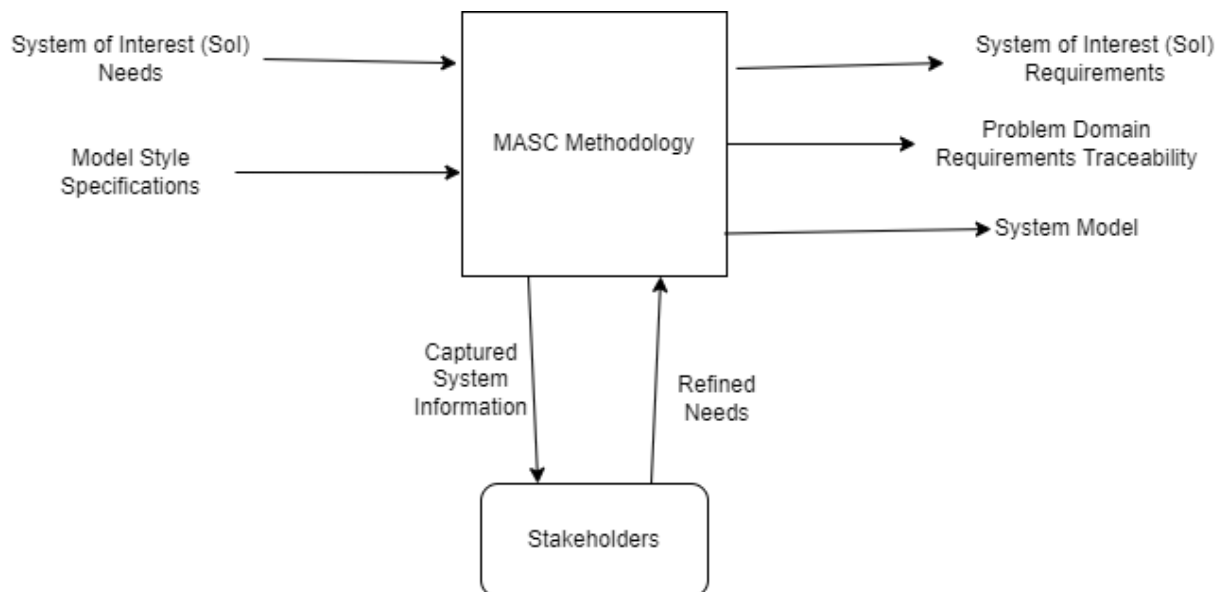 System of Interest (SoI)
Needs
Model Style
Specifications
MASC Methodology
System of Interest (SoI)
Requirements
Problem Domain
Requirements Traceability
System Model
Captured
System
Information
Refined
Needs
Stakeholders